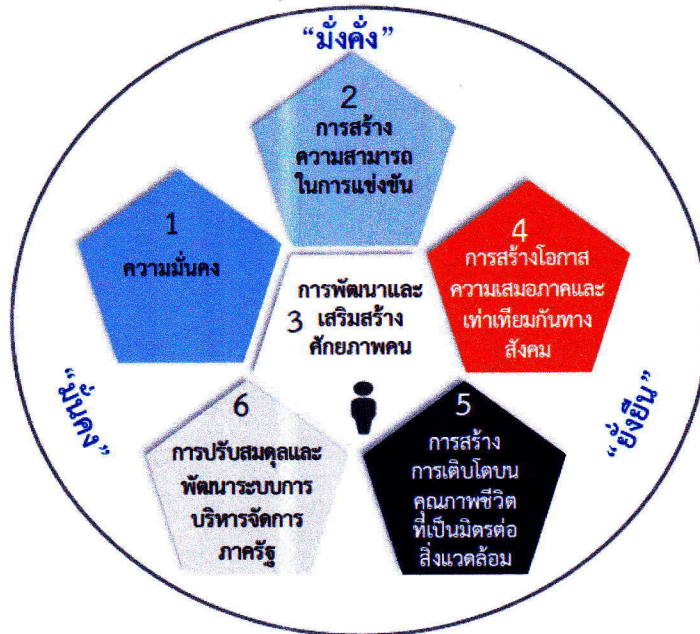 “มั่งคั่ง”
2
การสร้าง
ความสามารถ
ในการแข่งขัน
1
ความมั่นคง
4
การสร้างโอกาส
ความเสมอภาคและ
เท่าเทียมกันทาง
สังคม
การพัฒนาและ
3 เสริมสร้าง
ศักยภาพคน
“มั่นคง”
“ยั่งยืน”
6
การปรับสมดุลและ
พัฒนาระบบการ
บริหารจัดการ
ภาครัฐ
5
การสร้าง
การเติบโตบน
คุณภาพชีวิต
ที่เป็นมิตรต่อ
สิ่งแวดล้อม